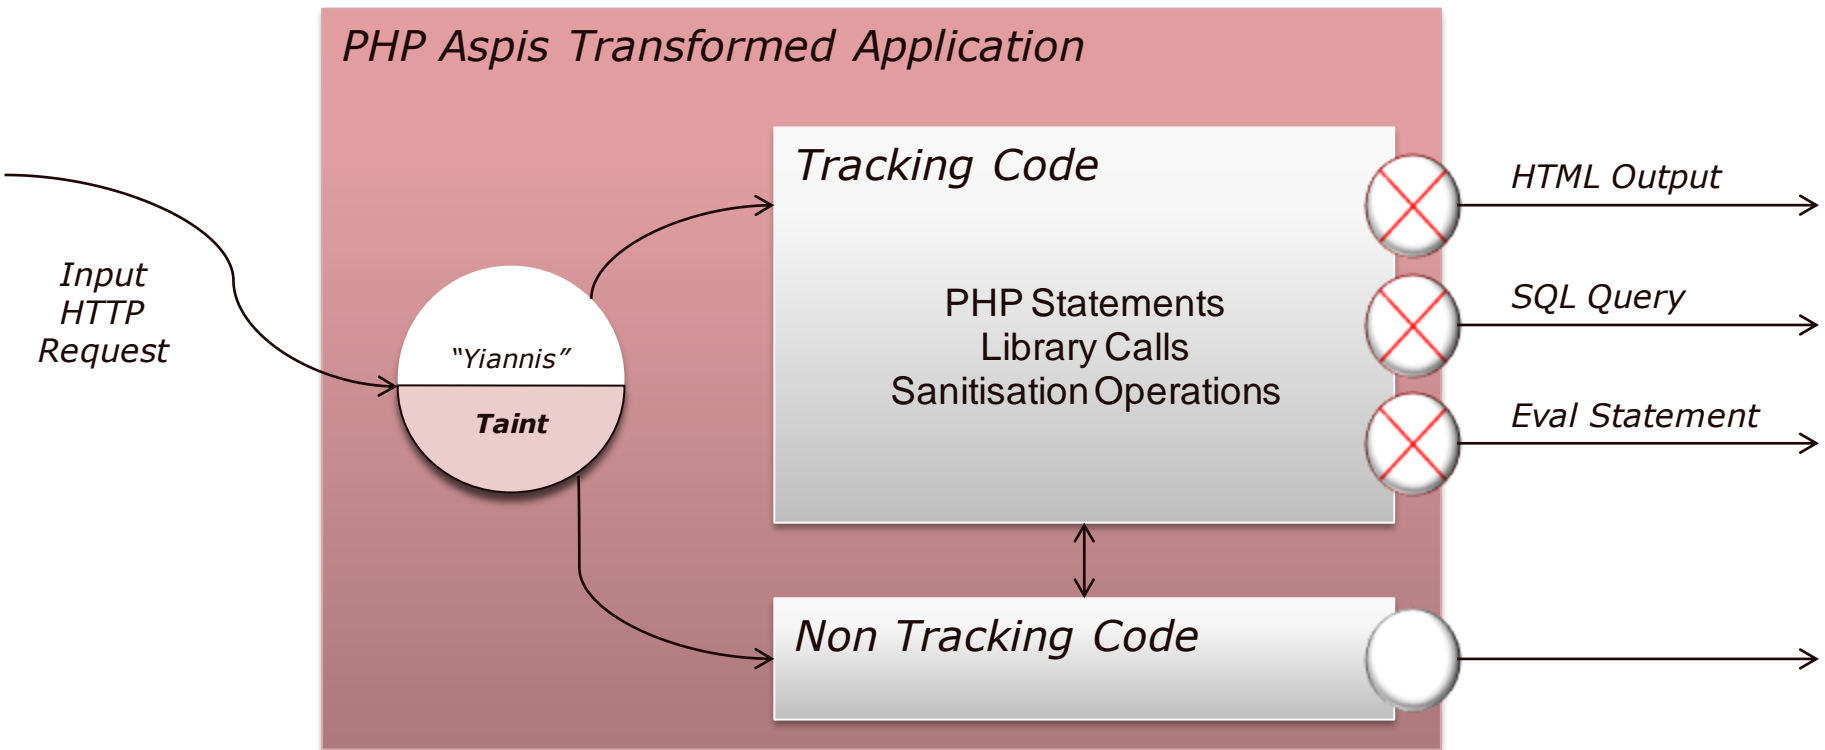 PHP Aspis Transformed Application
Tracking Code
HTML Output
Input
HTTP
Request
PHP Statements
Library Calls
Sanitisation Operations
SQL Query
“Yiannis”
Taint
Eval Statement
Non Tracking Code